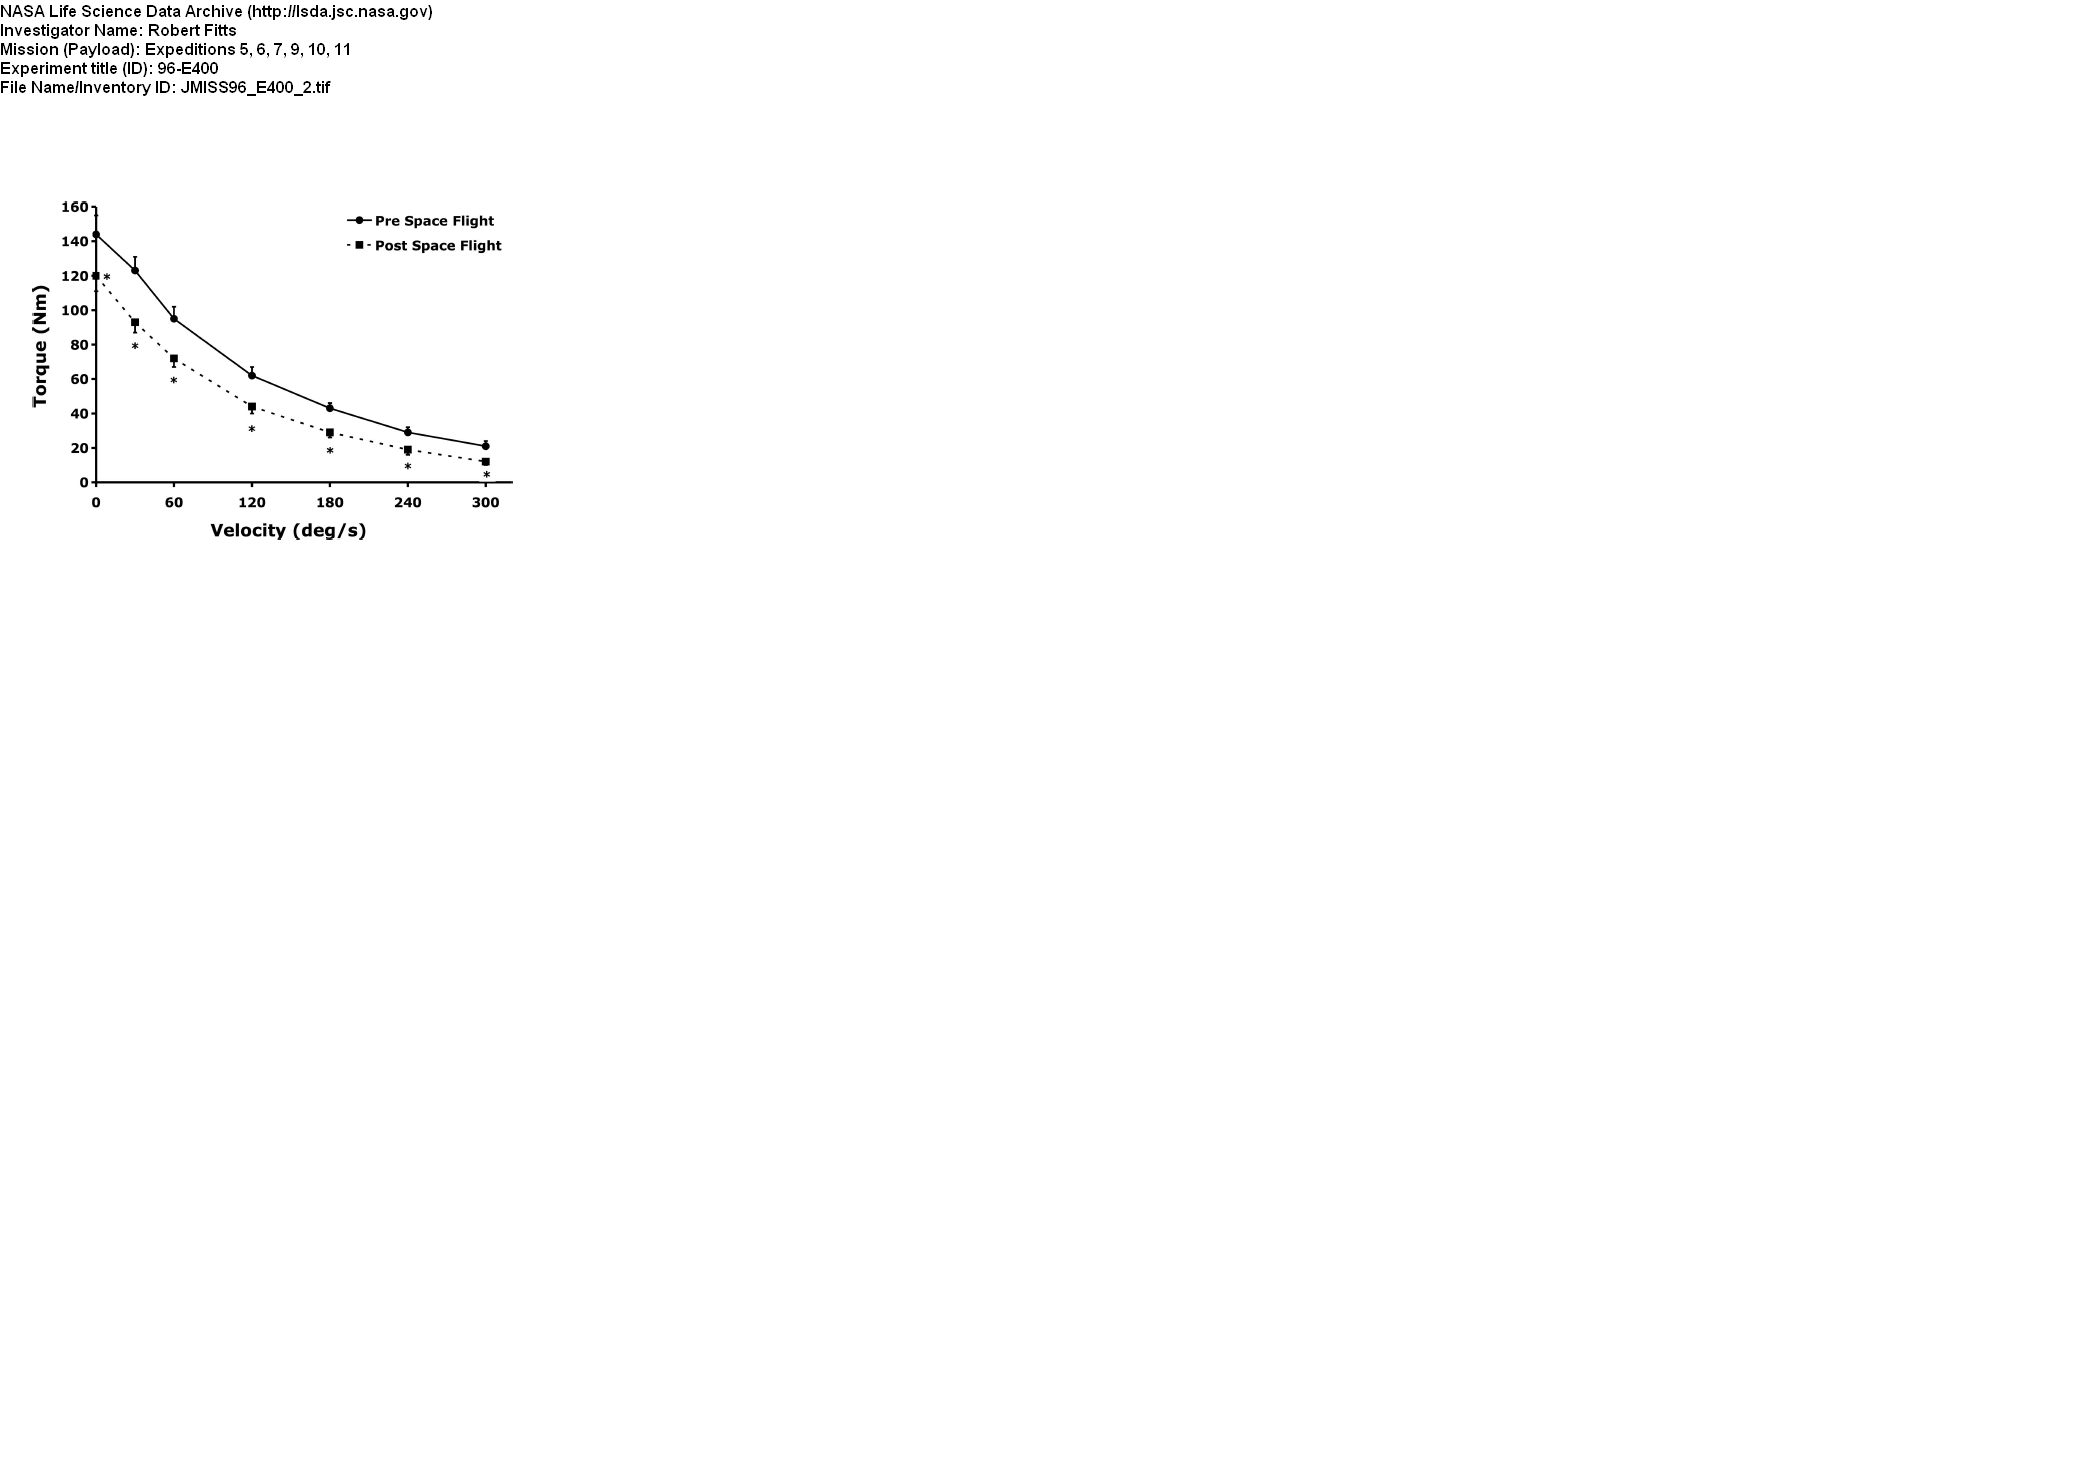 NASA Life Science Data Archive (http://lsda.jsc.nasa.gov)
Investigator Name: Robert Fitts
Mission (Payload): Expeditions 5, 6, 7, 9, 10, 11
Experiment title (ID): 96-E400
File Name/Inventory ID: JMISS96_E400_2.tif
Pre Space Flight
Post Space Flight
Torque (Nm)
160
140
120
100
80
60
40
20
0
*
*
*
*
*
*
*
0 60 120 180 240 300
Velocity (deg/s)